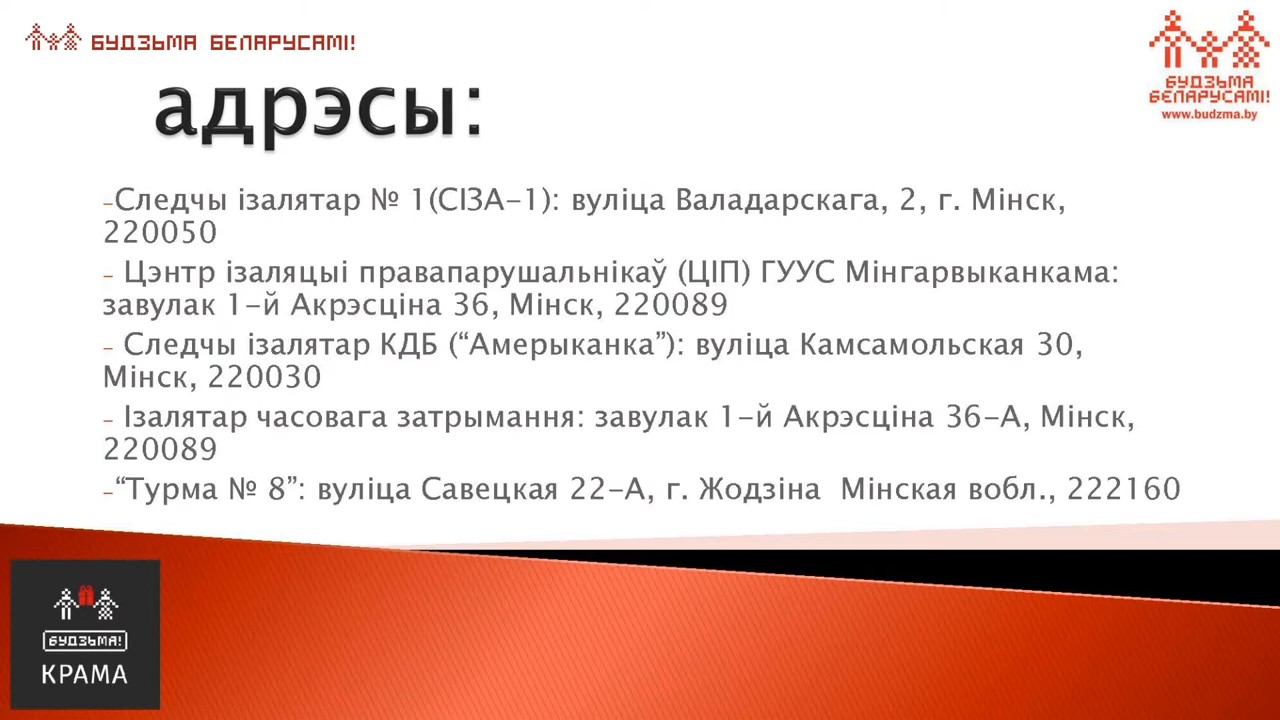 БУДЗЬМА БЕЛАРУСАМІ!
БУДЗЬМА
БЕЛАРУСАМІ!
www.budzma.by
адрэсы:
–Следчы ізалятар № 1(СІЗА–1): вуліца Валадарскага, 2, г. Мінск,
220050
– Цэнтр ізаляцыі правапарушальнікаў (ЦІП) ГУУС Мінгарвыканкама:
завулак 1–й Акрэсціна 36, Мінск, 220089
– Следчы ізалятар КДБ (“Амерыканка”): вуліца Камсамольская 30,
Мінск, 220030
– Ізалятар часовага затрымання: завулак 1–й Акрэсціна 36–А, Мінск,
220089
–“Турма № 8”: вуліца Савецкая 22–А, г. Жодзіна  Мінская вобл., 222160
БУДЗЬМА!
КРАМА